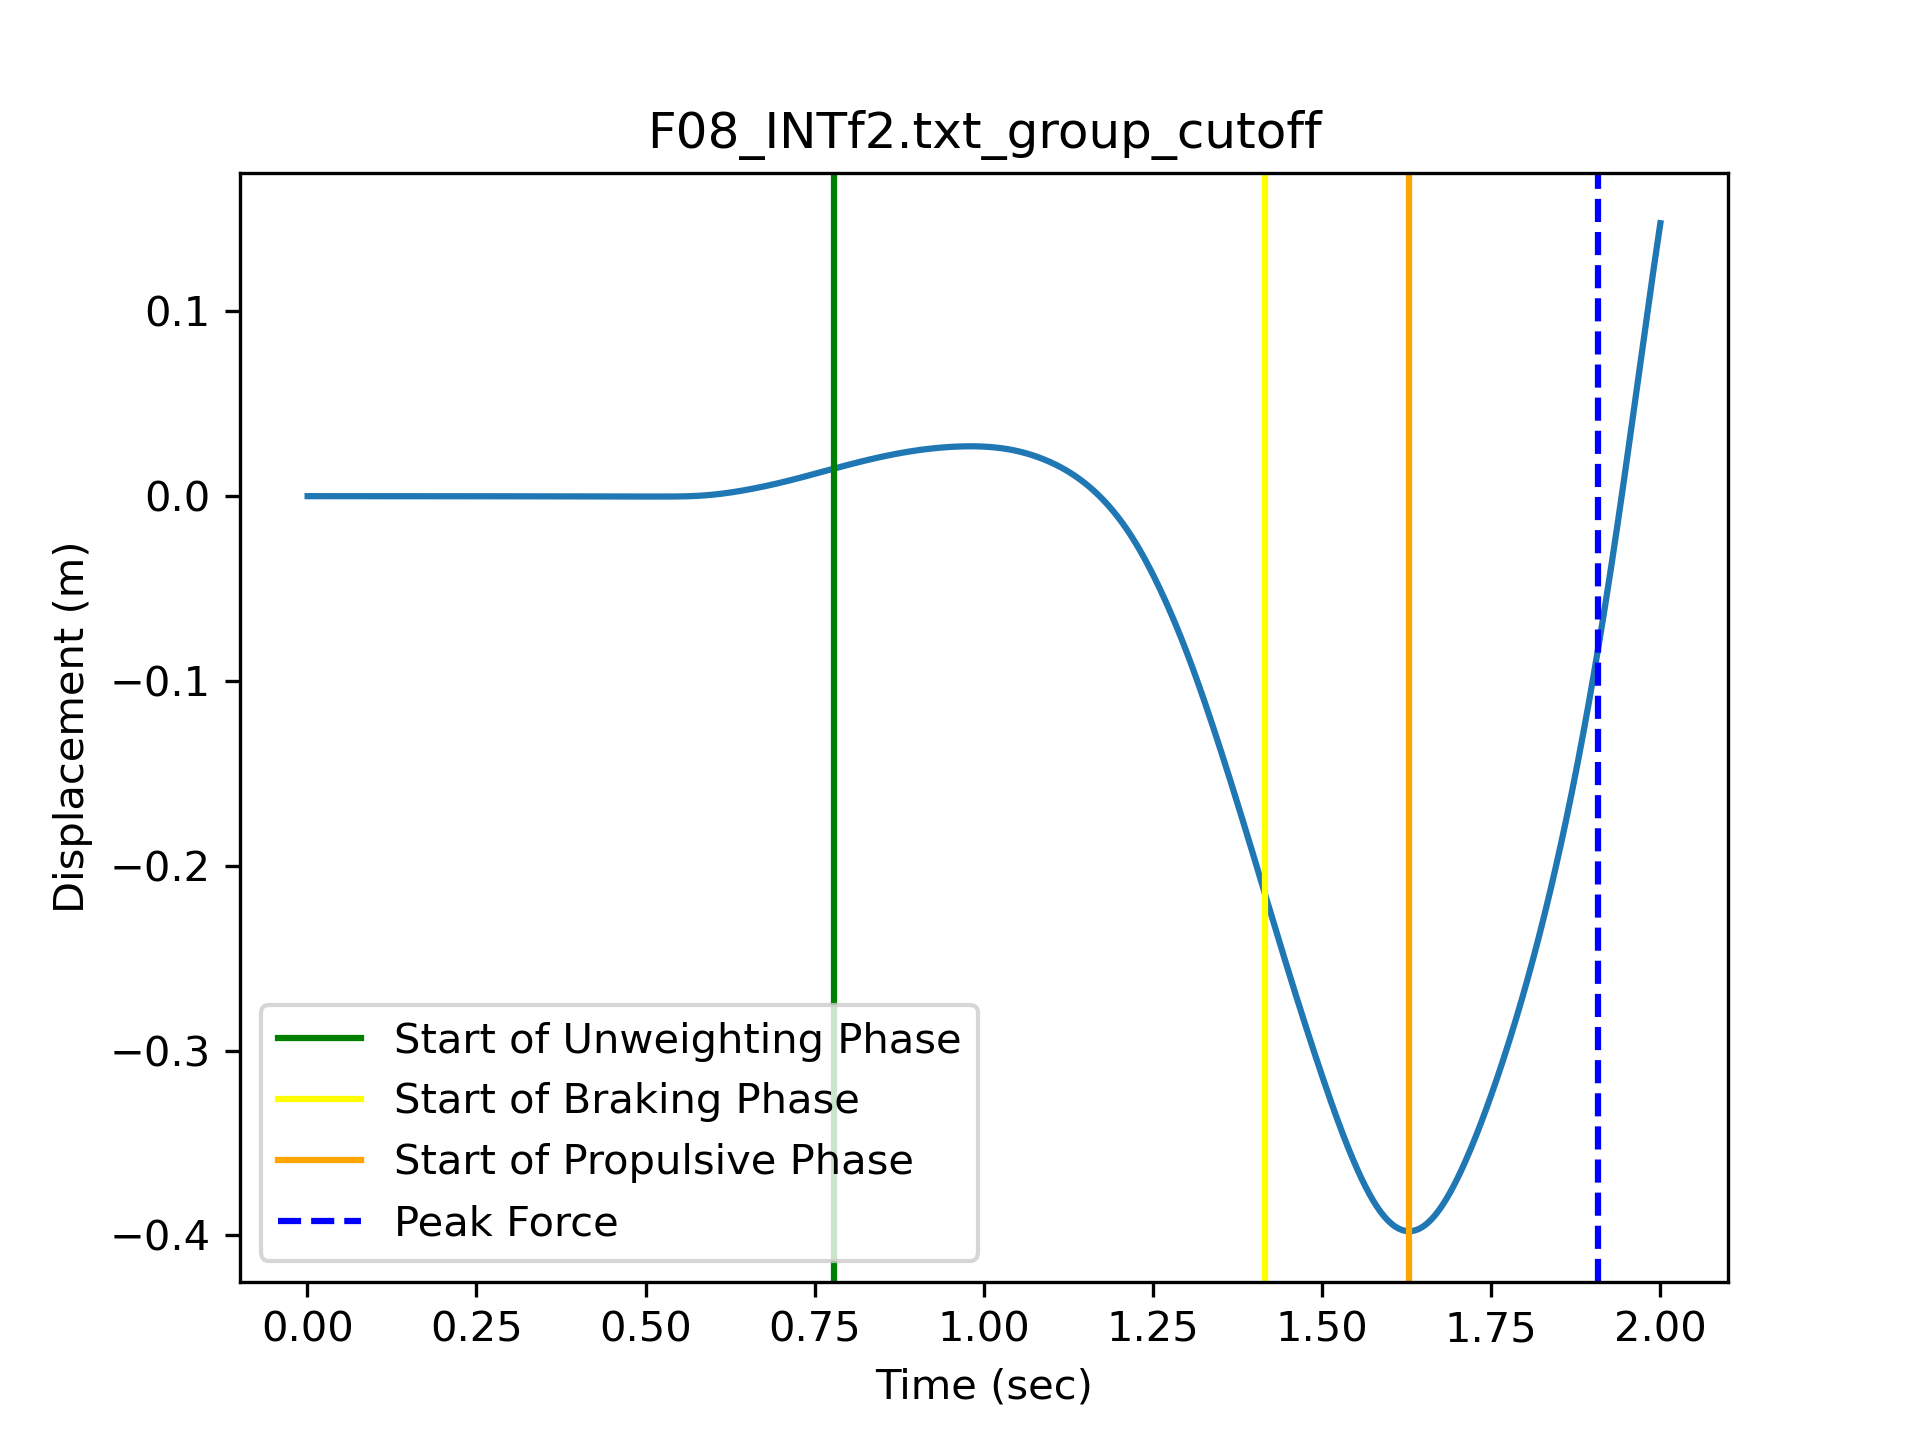 F08_INTf2.txt_group_cutoff
Displacement (m)
0.1
0.0
−0.1
−0.2
−0.3
−0.4
Start of Unweighting Phase
Start of Braking Phase
Start of Propulsive Phase
Peak Force
0.00 0.25 0.50 0.75 1.00 1.25 1.50 1.75 2.00
Time (sec)